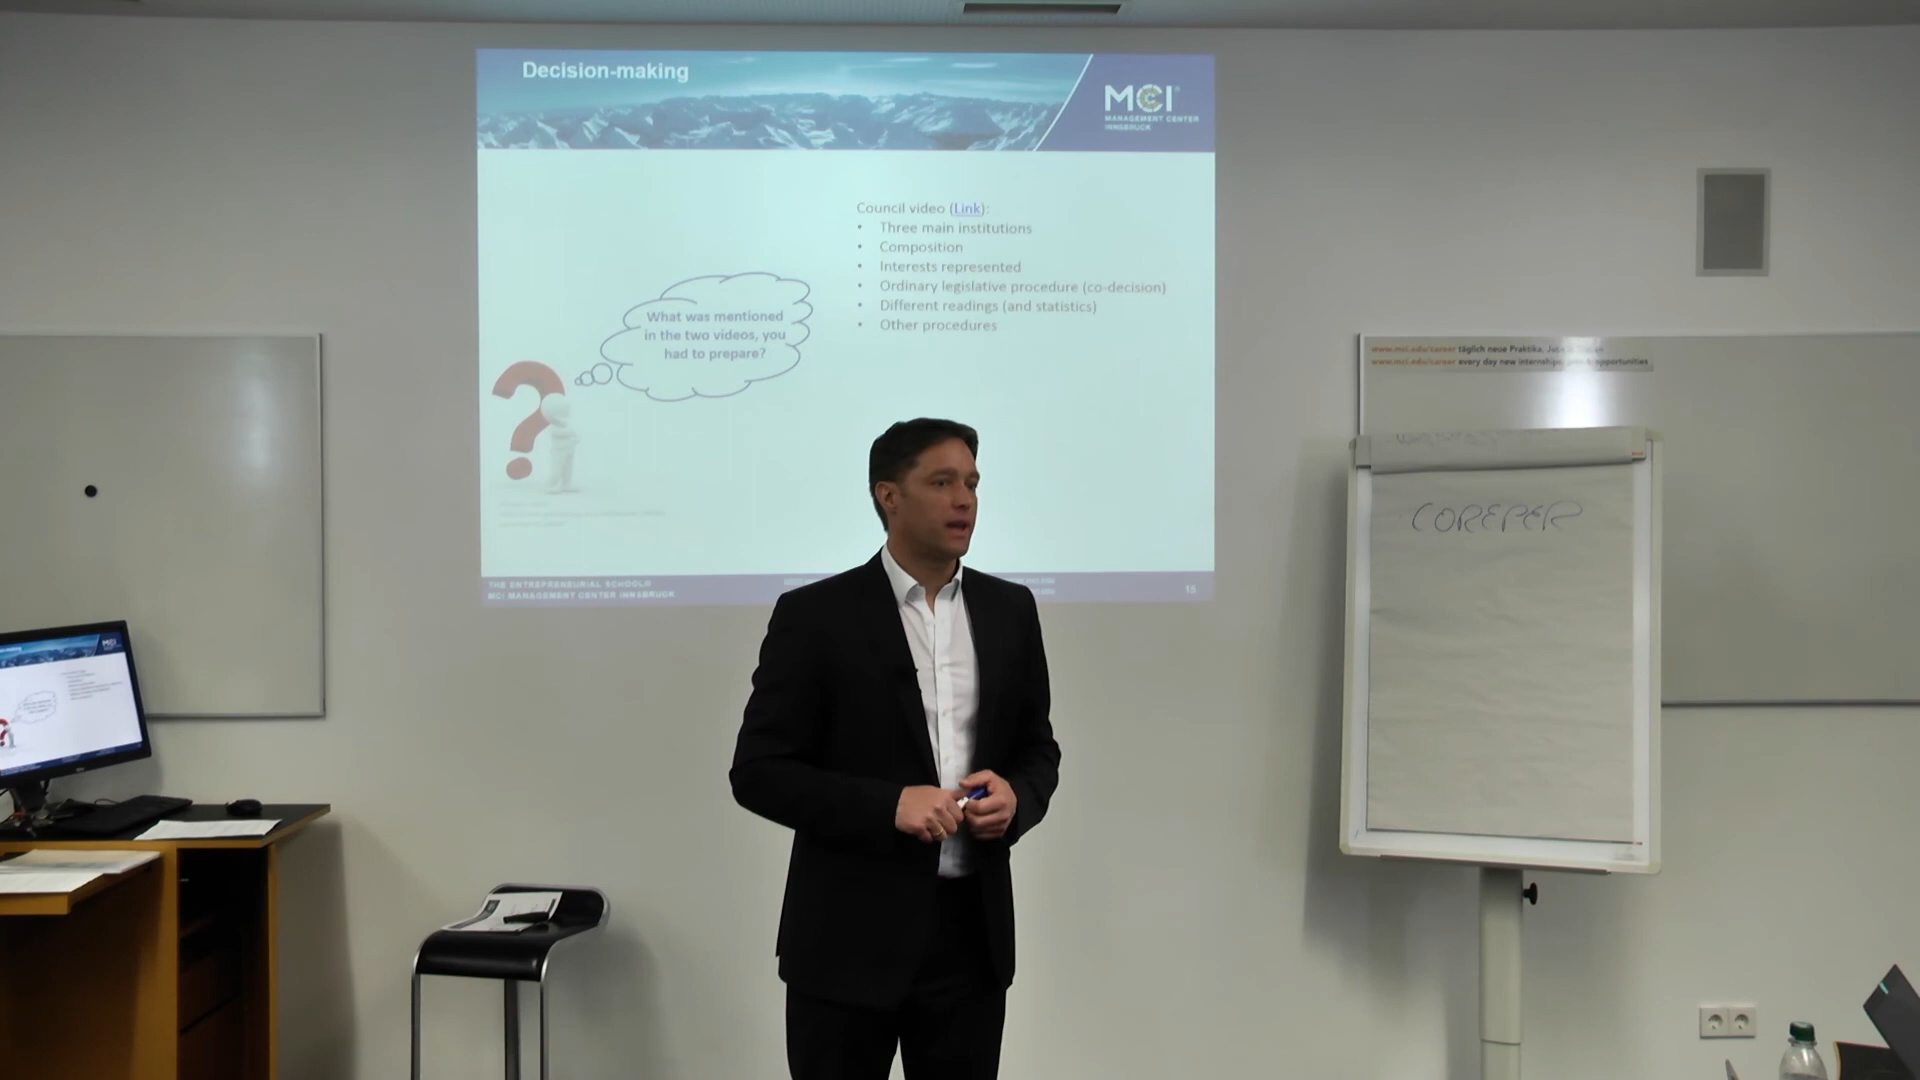 Decision-making
MCI
MANAGEMENT CENTER
INNSBRUCK
Council video (Link):
• Three main institutions
• Composition
• Interests represented
• Ordinary legislative procedure (co-decision)
• Different readings (and statistics)
• Other procedures
What was mentioned
in the two videos, you
had to prepare?
THE ENTREPRENEURIAL SCHOOL®
MCI MANAGEMENT CENTER INNSBRUCK
15
www.mci.edu/career täglich neue Praktika,
www.mci.edu/career every day new internships, opportunities
COREPER
MCI